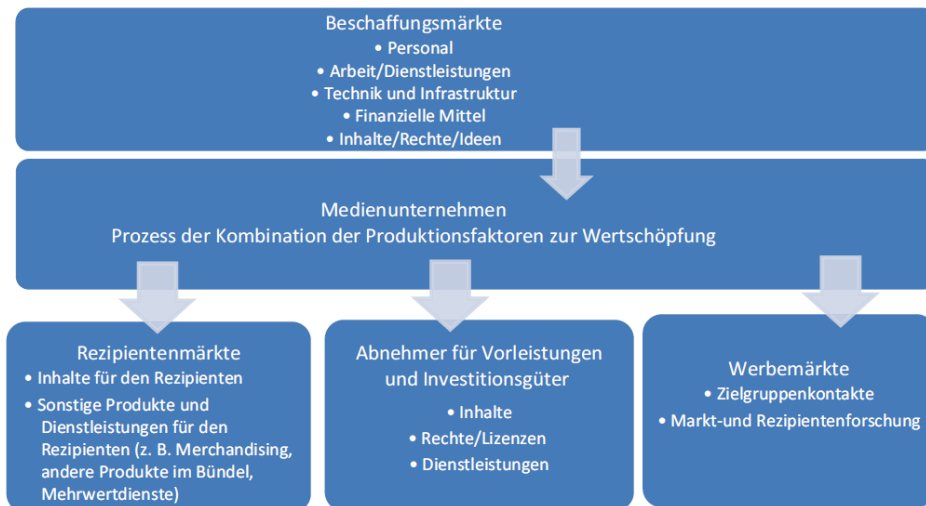 Beschaffungsmärkte
• Personal
• Arbeit/Dienstleistungen
• Technik und Infrastruktur
• Finanzielle Mittel
• Inhalte/Rechte/Ideen
Medienunternehmen
Prozess der Kombination der Produktionsfaktoren zur Wertschöpfung
Rezipientenmärkte
• Inhalte für den Rezipienten
• Sonstige Produkte und
Dienstleistungen für den
Rezipienten (z. B. Merchandising,
andere Produkte im Bündel,
Mehrwertdienste)
Abnehmer für Vorleistungen
und Investitionsgüter
• Inhalte
• Rechte/Lizenzen
• Dienstleistungen
Werbemärkte
• Zielgruppenkontakte
• Markt-und Rezipientenforschung